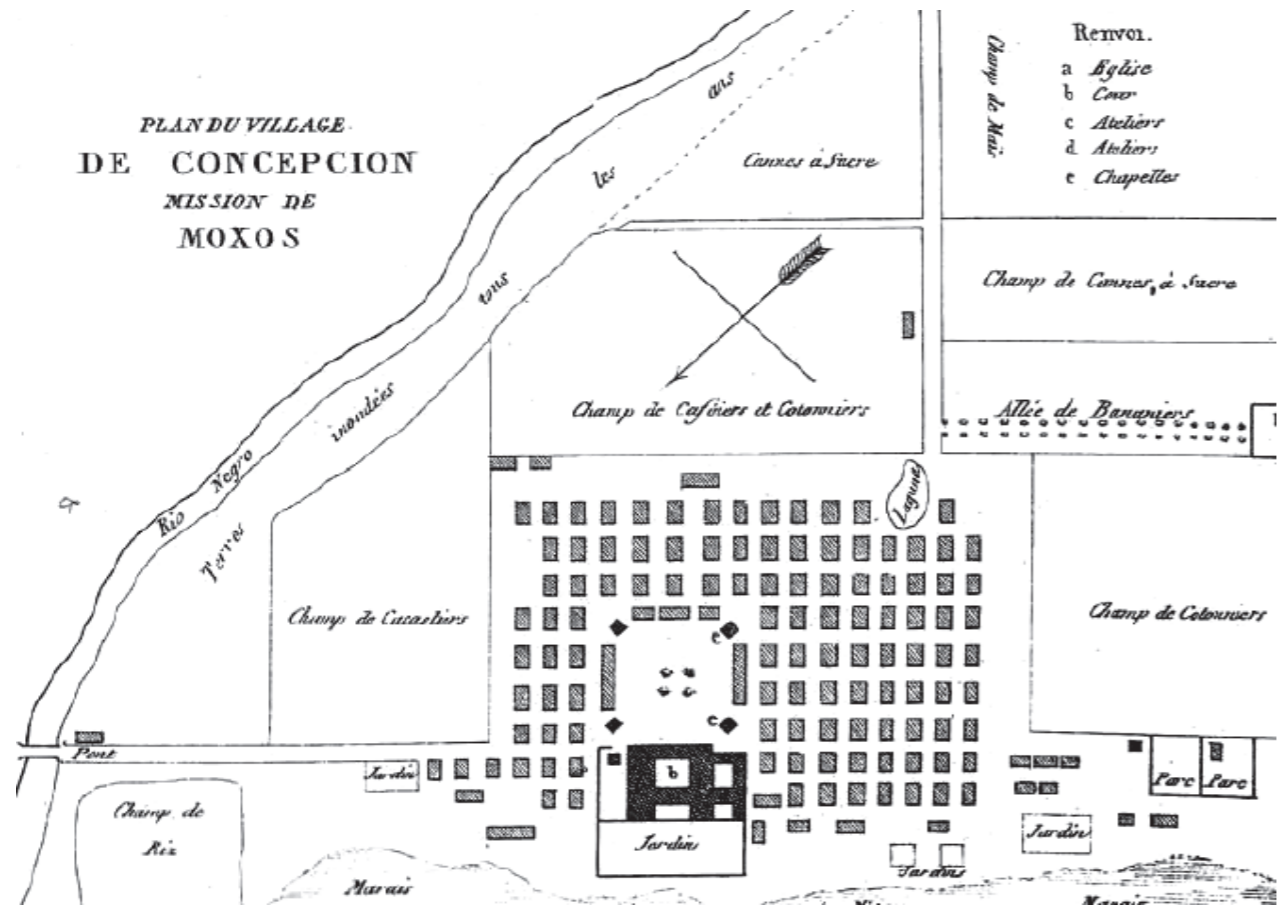 PLAN DU VILLAGE
DE CONCEPCION
MISSION DE
MOXOS
Renvoi.
a Eglise
b Cour
c Ateliers
d Ateliers
e Chapelles
Champ de Maïs
Cannes à Sucre
Champ de Cannes, à Sucre
Allée de Bananiers
Champ de Cafiers et Cotonniers
Rio Negro
Terres inondées tous les ans
Lagune
Champ de Cacaotiers
Champ de Cotonniers
e
c
b
Pont
Jardin
Parc
Parc
Champ de
Riz
Jardin
Jardin
Jardins
Marais
Marais